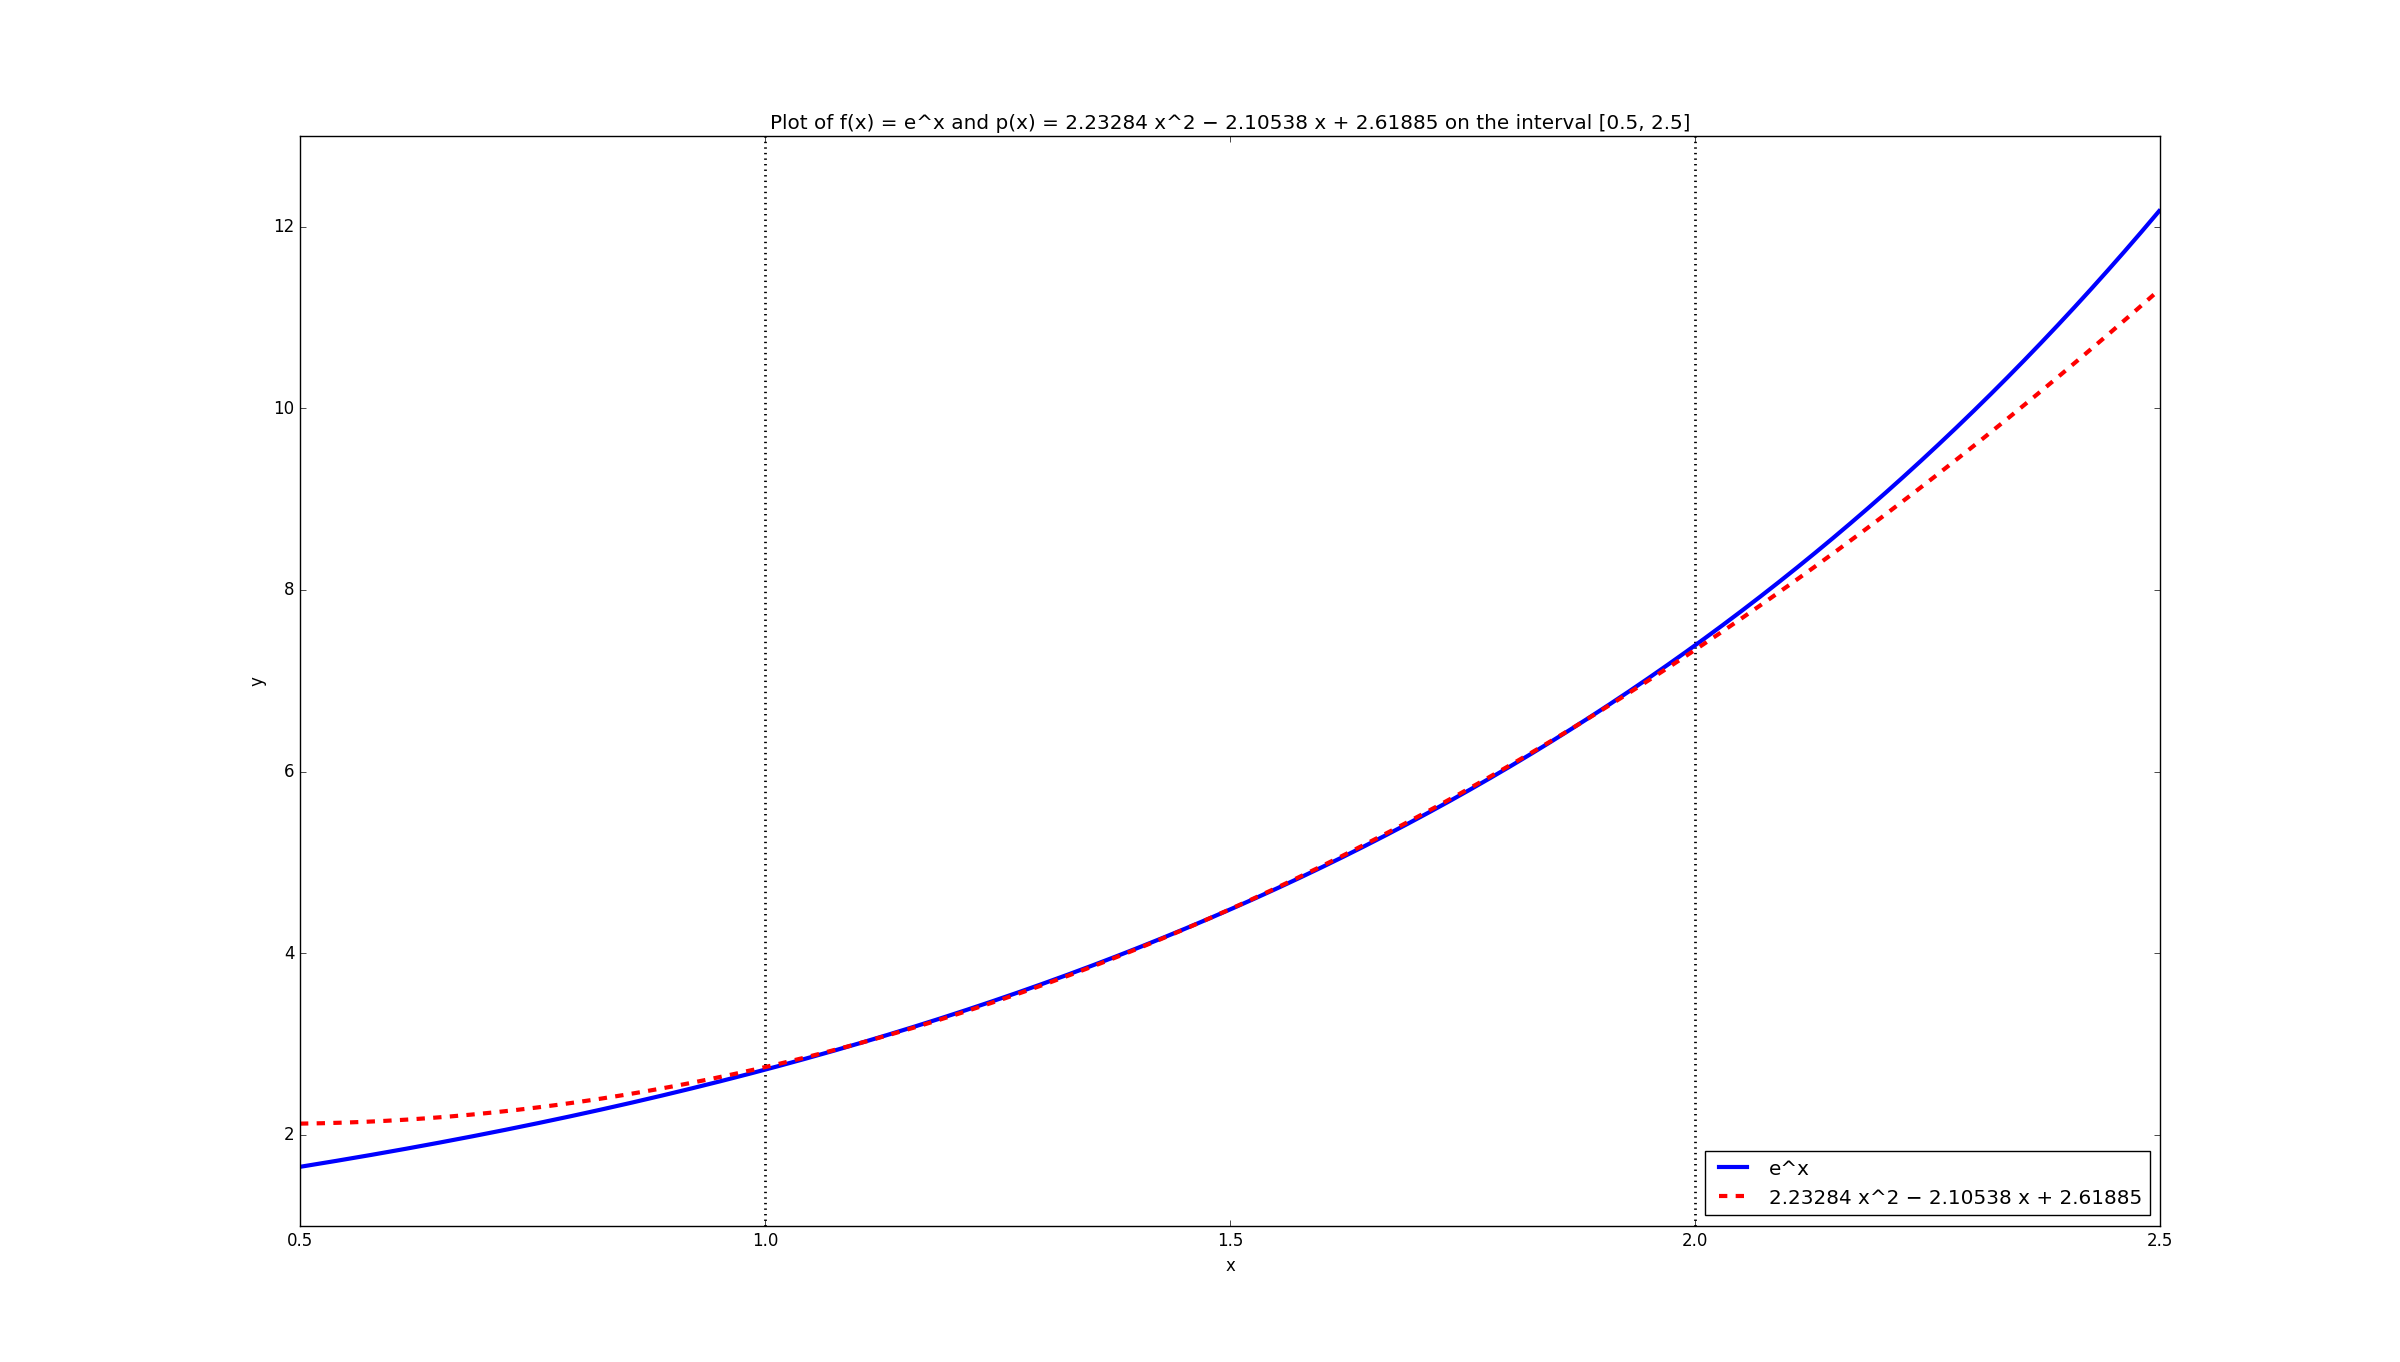 Plot of f(x) = e^x and p(x) = 2.23284 x^2 − 2.10538 x + 2.61885 on the interval [0.5, 2.5]
12
10
8
6
4
2
y
0.5 1.0 1.5 2.0 2.5
x
e^x
2.23284 x^2 − 2.10538 x + 2.61885